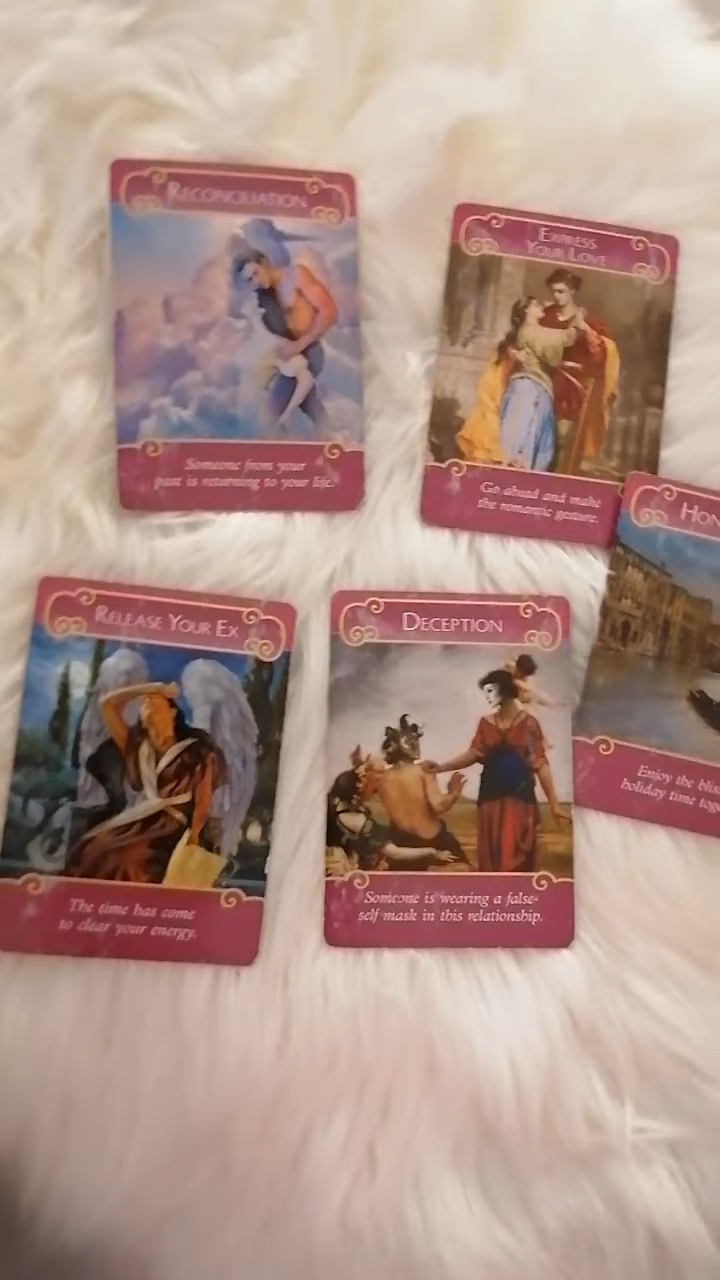 RECONCILIATION
Someone from your
past is returning to your life.
EXPRESS
YOUR LOVE
Go ahead and make
the romantic gesture.
RELEASE YOUR EX
The time has come
to clear your energy.
DECEPTION
Someone is wearing a false-
self mask in this relationship.
HON
Enjoy the blis
holiday time tog